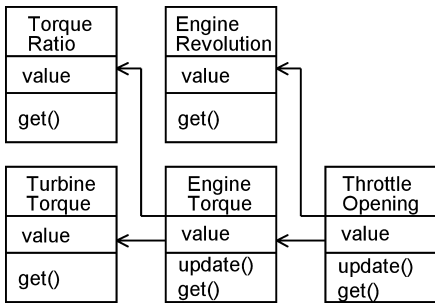 Torque
Ratio
value
get()
Engine
Revolution
value
get()
Turbine
Torque
value
get()
Engine
Torque
value
update()
get()
Throttle
Opening
value
update()
get()